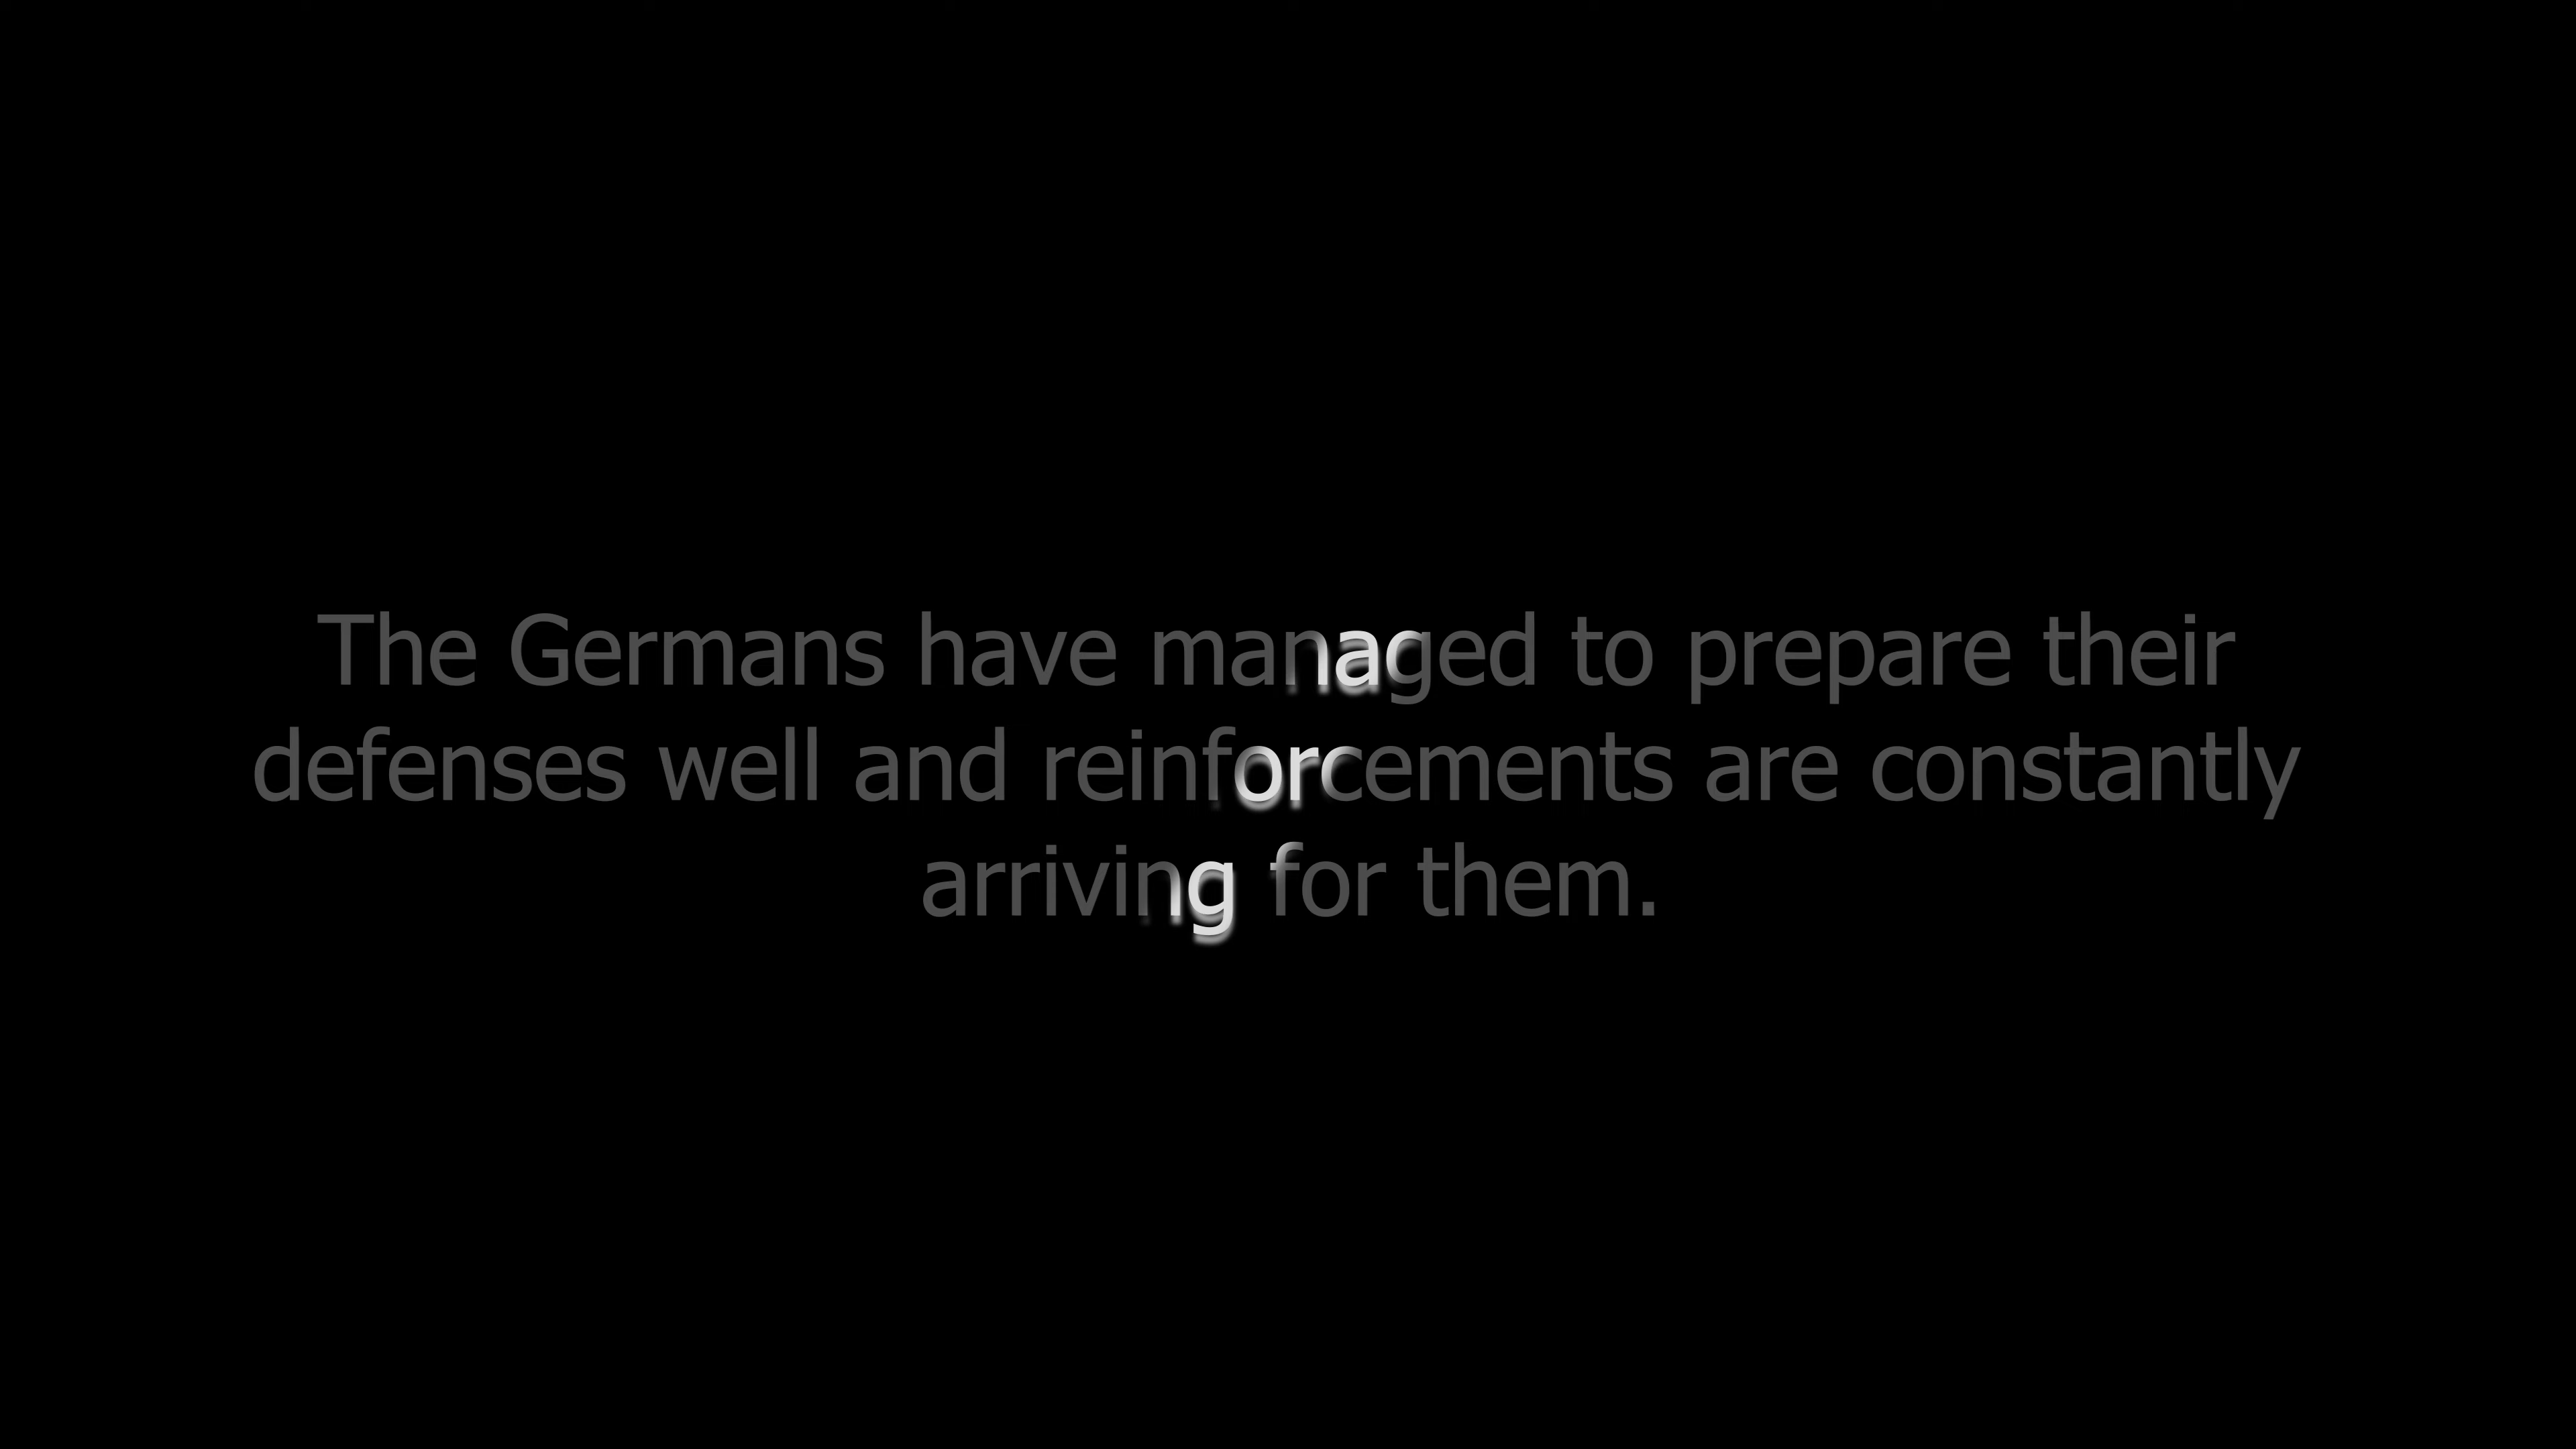 The Germans have managed to prepare their
defenses well and reinforcements are constantly
arriving for them.